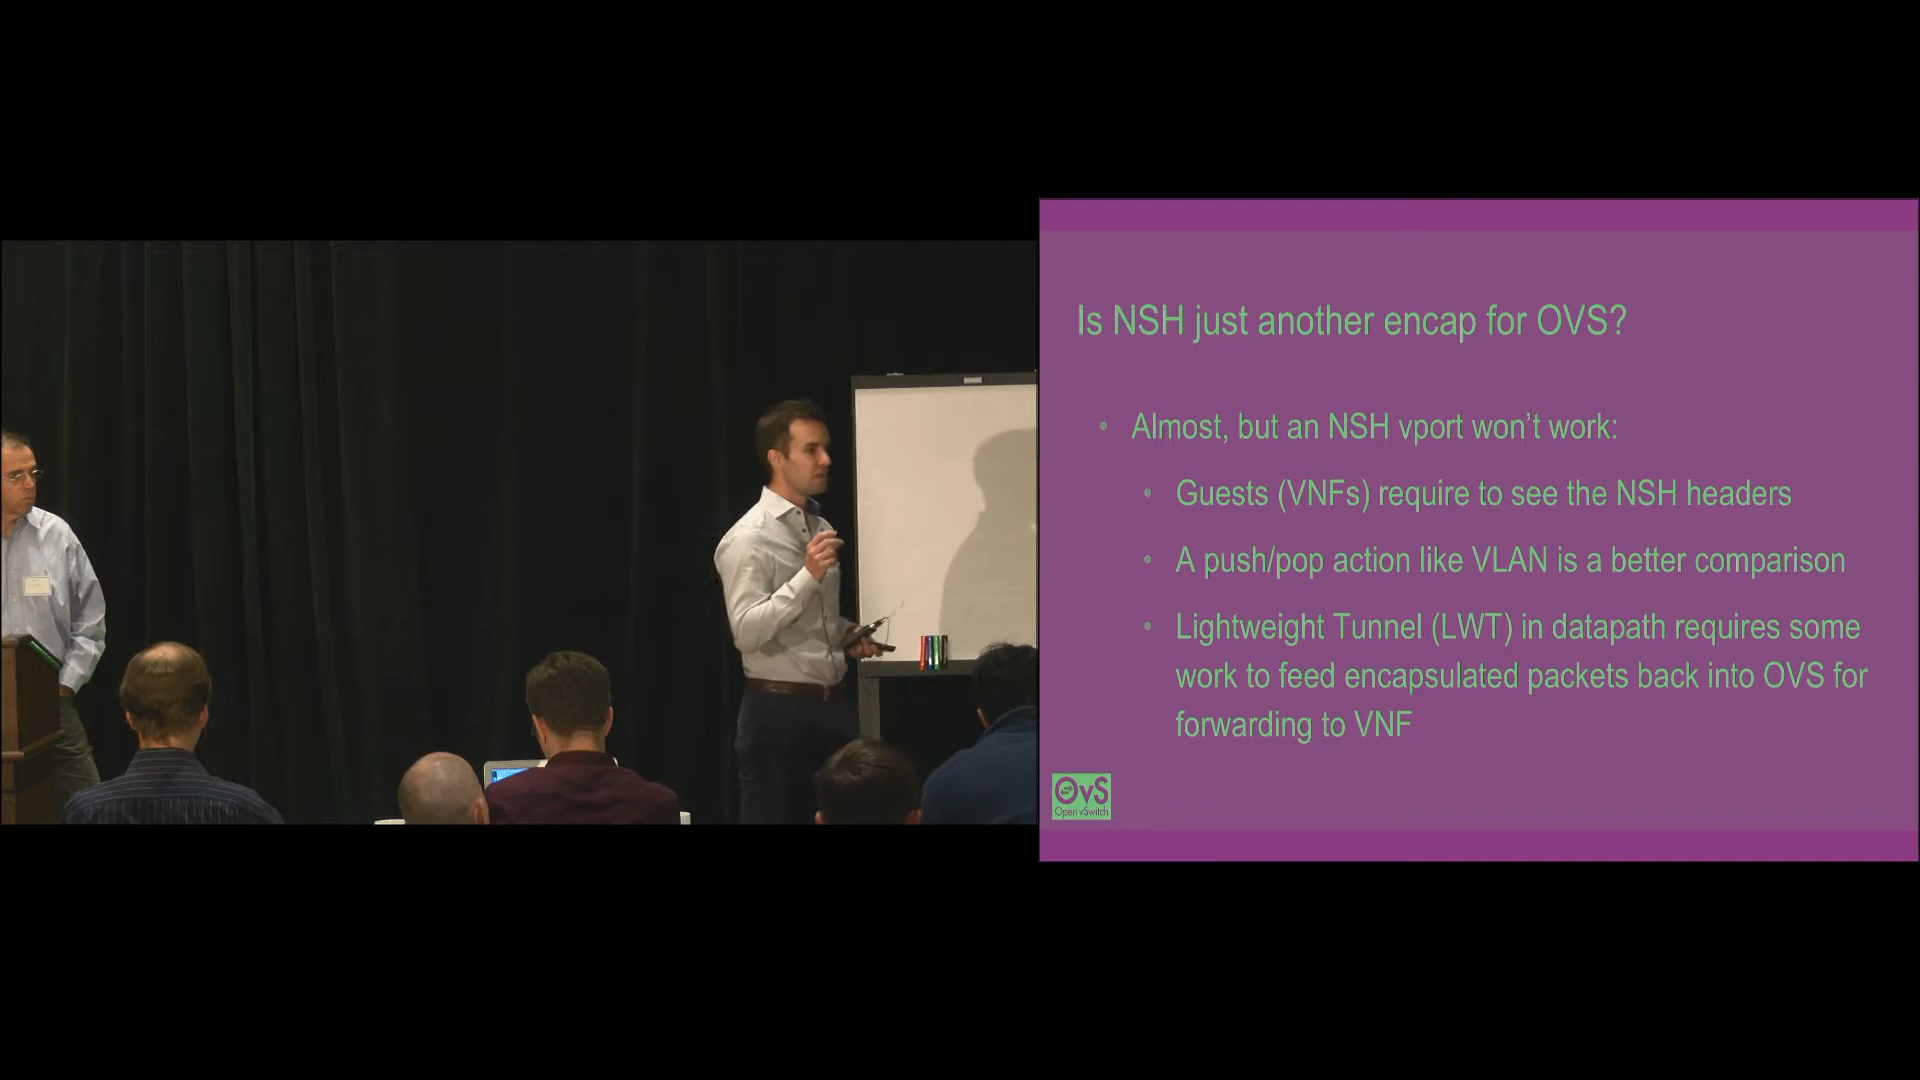 Is NSH just another encap for OVS?
• Almost, but an NSH vport won’t work:
• Guests (VNFs) require to see the NSH headers
• A push/pop action like VLAN is a better comparison
• Lightweight Tunnel (LWT) in datapath requires some
work to feed encapsulated packets back into OVS for
forwarding to VNF
OvS
Open vSwitch